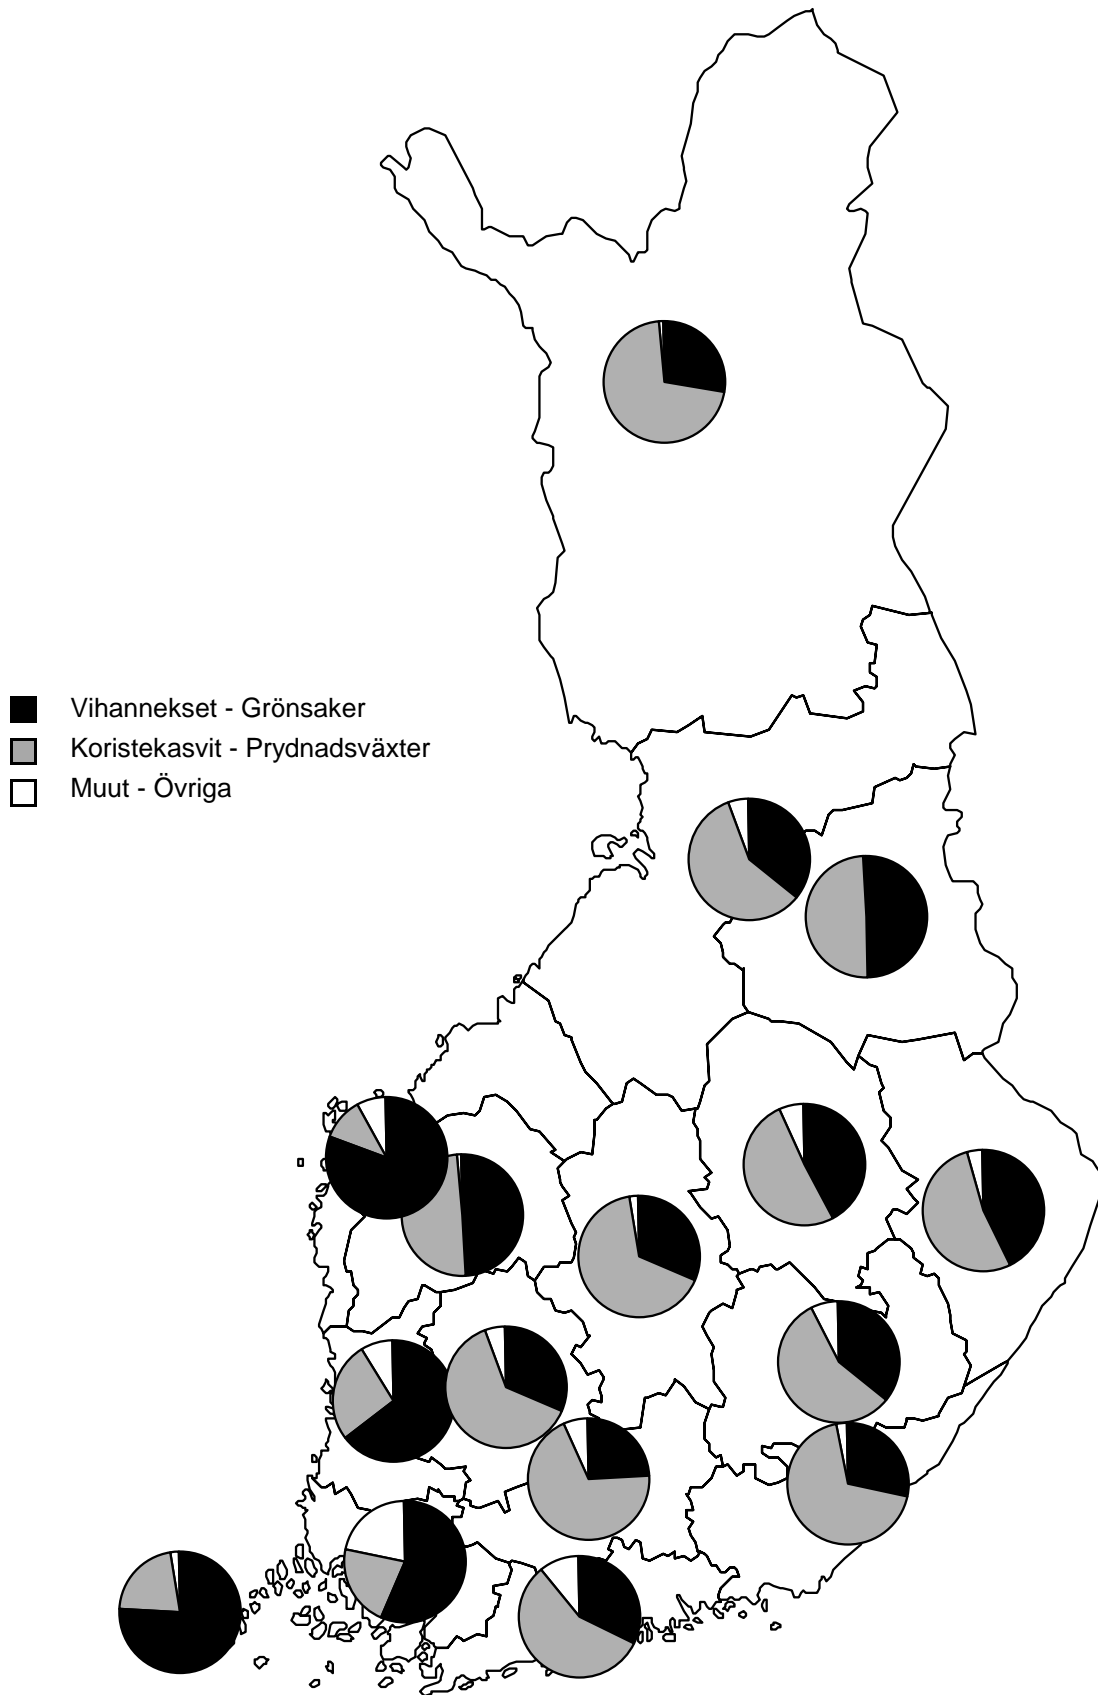 Vihannekset - Grönsaker
Koristekasvit - Prydnadsväxter
Muut - Övriga